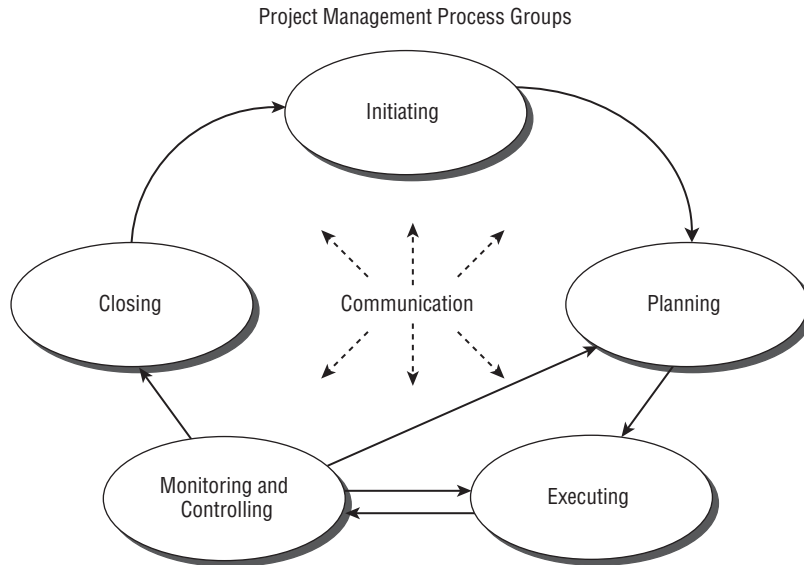 Project Management Process Groups
Initiating
Closing
Communication
Planning
Monitoring and
Controlling
Executing